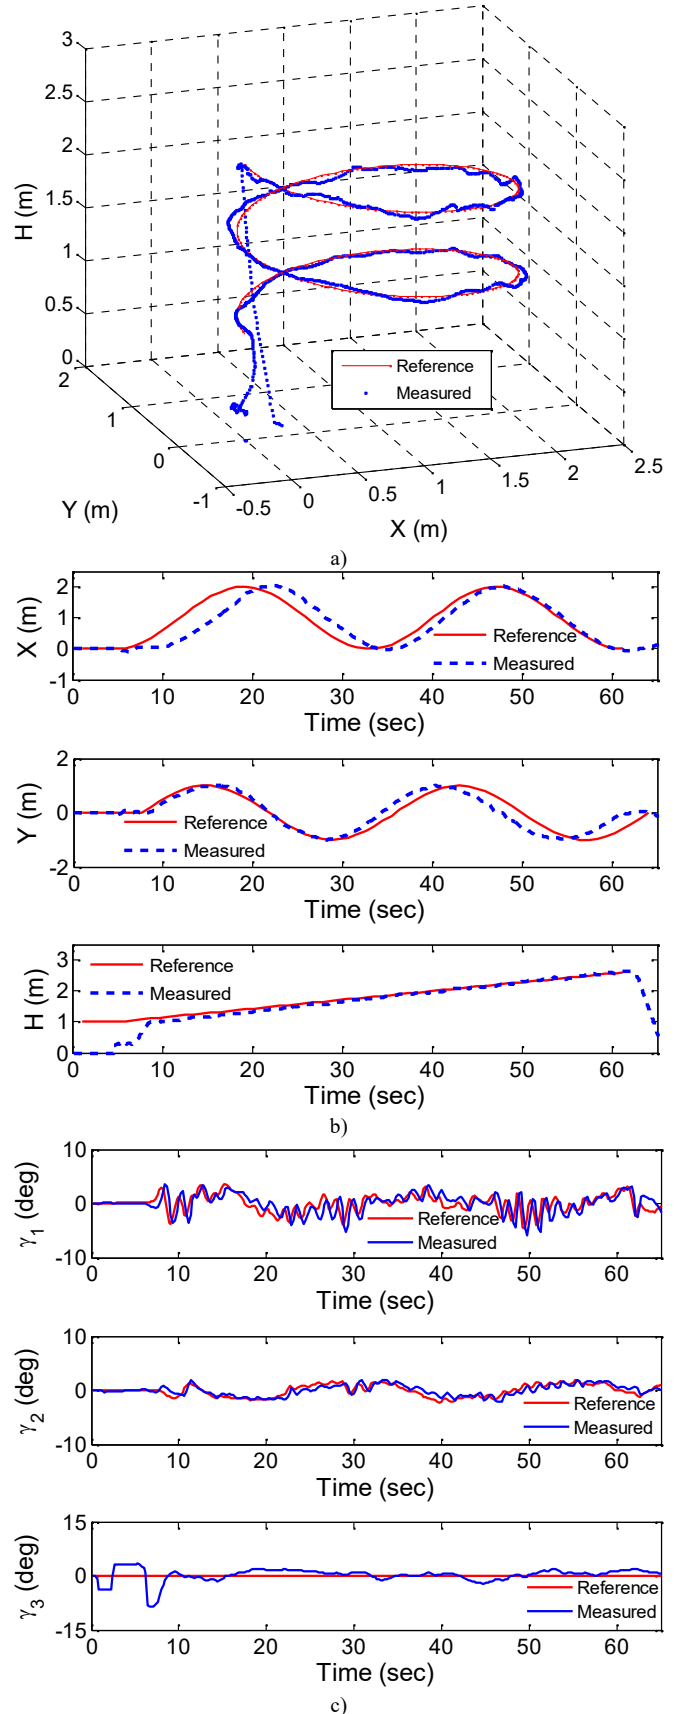 3
2.5
2
1.5
1
0.5
0
H (m)
2
1
0
-1
Y (m)
-0.5
0
0.5
1
1.5
2
2.5
X (m)
Reference
Measured
a)
2
1
0
-1
X (m)
0
10
20
30
40
50
60
Time (sec)
Reference
Measured
2
0
-2
Y (m)
0
10
20
30
40
50
60
Time (sec)
Reference
Measured
3
2
1
0
H (m)
0
10
20
30
40
50
60
Time (sec)
Reference
Measured
b)
10
0
-10
γ1 (deg)
0
10
20
30
40
50
60
Time (sec)
Reference
Measured
10
0
-10
γ2 (deg)
0
10
20
30
40
50
60
Time (sec)
Reference
Measured
15
0
-15
γ3 (deg)
0
10
20
30
40
50
60
Time (sec)
Reference
Measured
c)